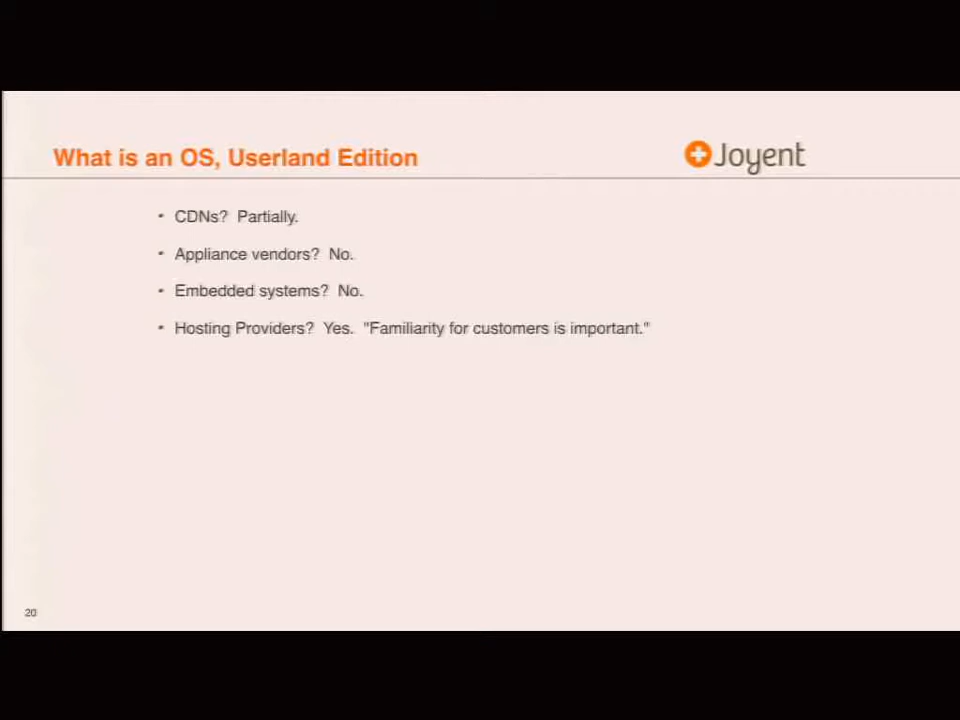 What is an OS, Userland Edition
Joyent
• CDNs? Partially.
• Appliance vendors? No.
• Embedded systems? No.
• Hosting Providers? Yes. "Familiarity for customers is important."
20